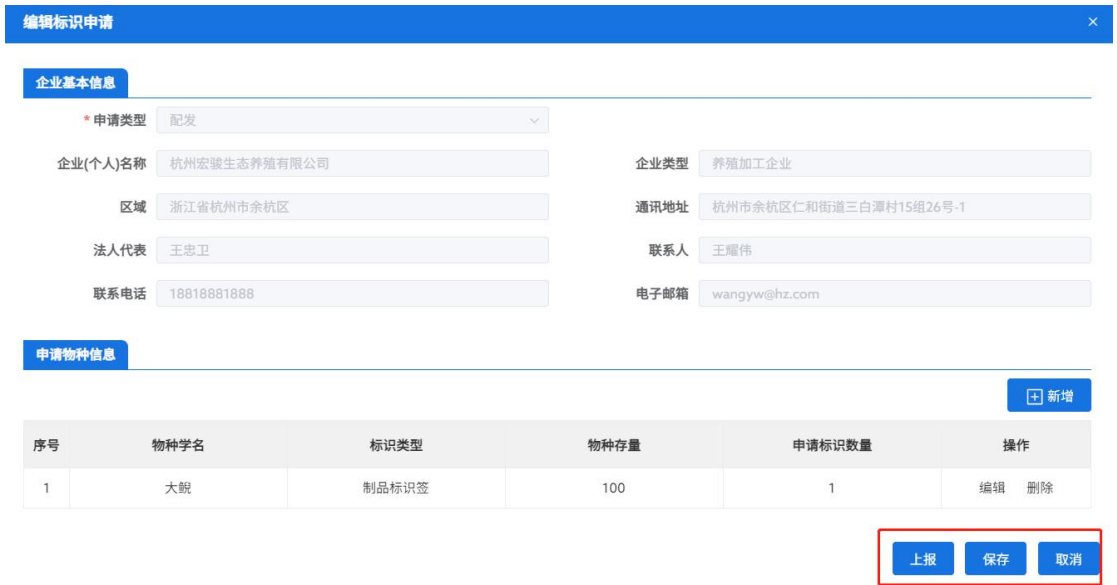 编辑标识申请 ×
企业基本信息
* 申请类型 配发
企业(个人)名称 杭州宏骏生态养殖有限公司 企业类型 养殖加工企业
区域 浙江省杭州市余杭区 通讯地址 杭州市余杭区仁和街道三白潭村15组26号-1
法人代表 王忠卫 联系人 王耀伟
联系电话 18818881888 电子邮箱 wangyw@hz.com
申请物种信息
新增
序号 物种学名 标识类型 物种存量 申请标识数量 操作
1 大鲵 制品标识签 100 1 编辑 删除
上报 保存 取消